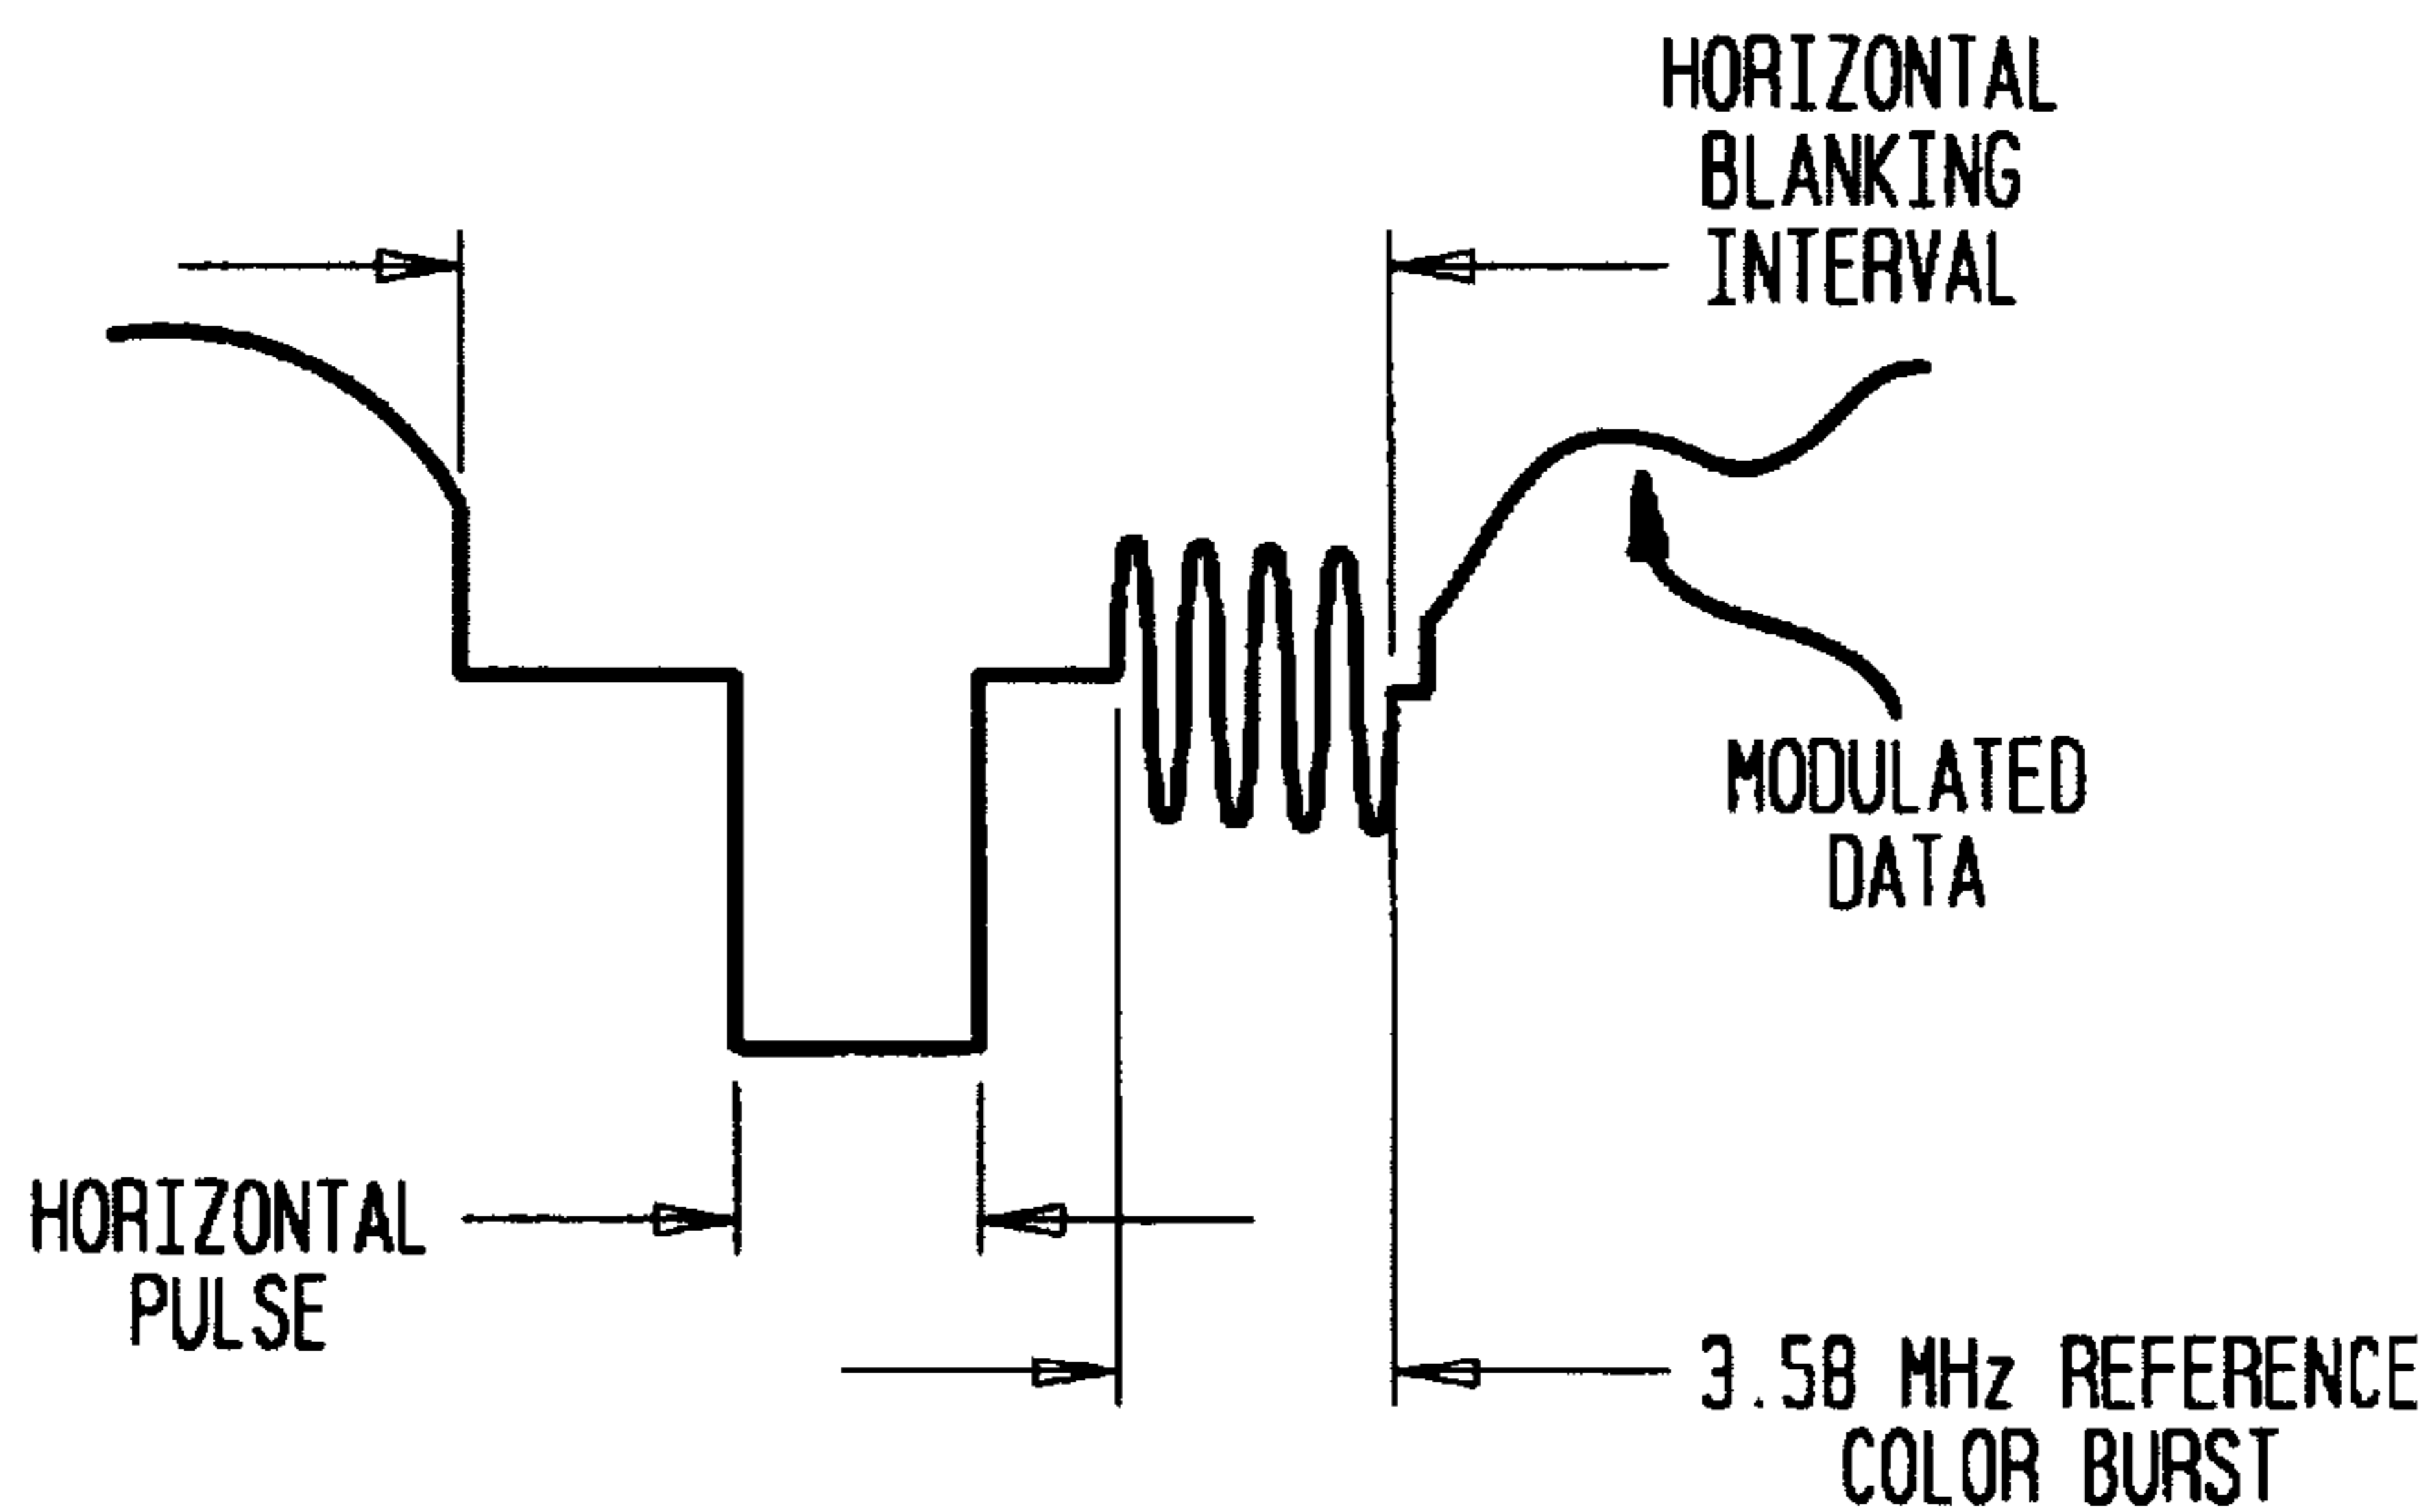 HORIZONTAL
BLANKING
INTERVAL
MODULATED
DATA
HORIZONTAL
PULSE
3.58 MHz REFERENCE
COLOR BURST